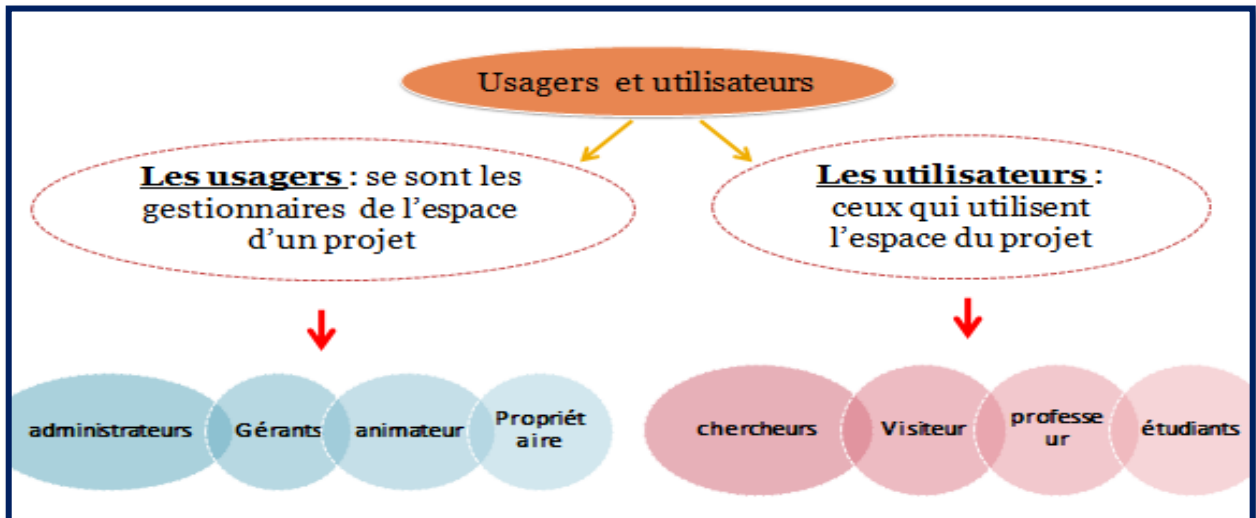 Usagers et utilisateurs
Les usagers : se sont les
gestionnaires de l’espace
d’un projet
Les utilisateurs :
ceux qui utilisent
l’espace du projet
administrateurs
Gérants
animateur
Propriét
aire
chercheurs
Visiteur
professe
ur
étudiants